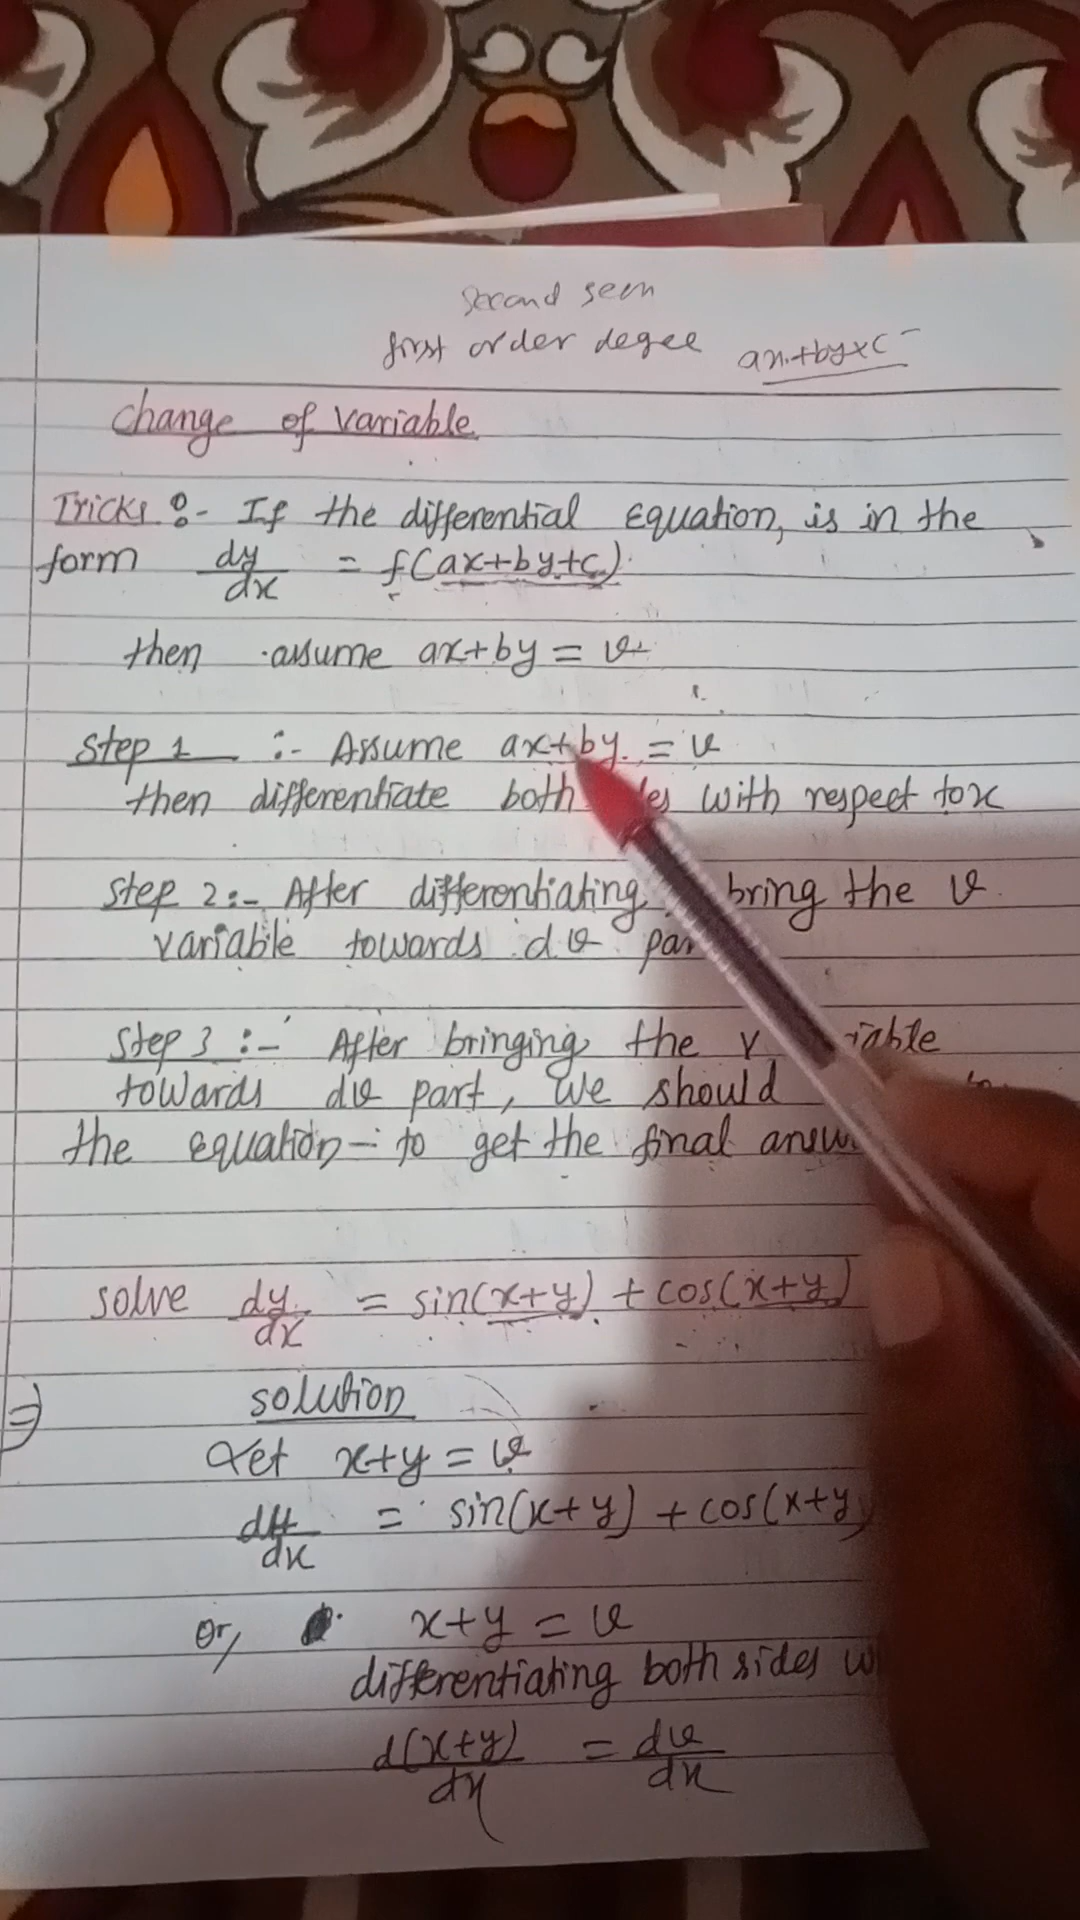 second sem
first order degee ax+by+c
Change of variable
Tricks :- If the differential equation, is in the
form dy/dx = f(ax+by+c)
then assume ax+by = v
Step 1 :- Assume ax+by = v
then differentiate both with respect to x
Step 2:- After differentiating bring the v
variable towards dv
Step 3 :- After bringing the v
towards dv part, we should
the equation to get the final
solve dy/dx = sin(x+y) + cos(x+y)
⇒ solution
Let x+y = v
dy/dx = sin(x+y) + cos(x+y
or, x+y = v
differentiating both sides
d(x+y)/dx = dv/dx